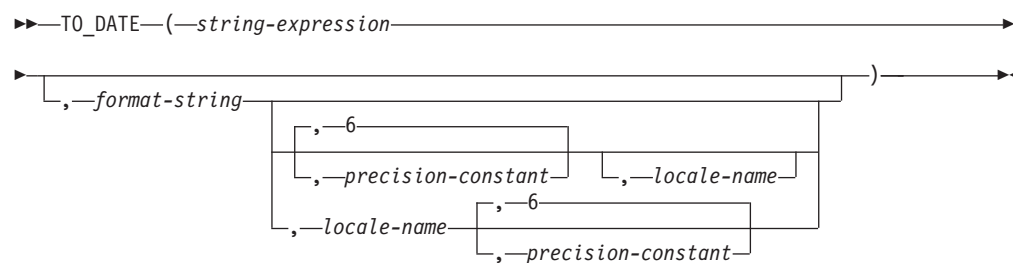 TO_DATE ( string-expression
)
, format-string
, 6
, precision-constant , locale-name
, 6
, locale-name
, precision-constant